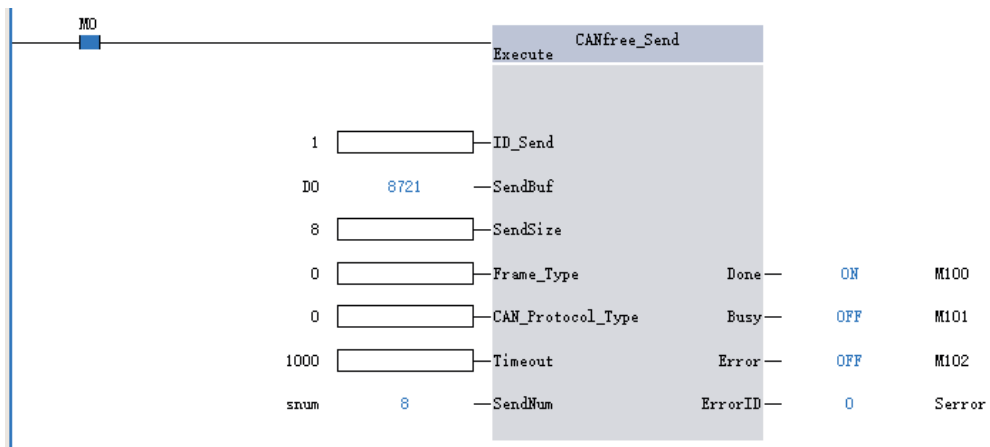 M0
CANfree_Send
Execute
1 ID_Send
D0 8721 SendBuf
8 SendSize
0 Frame_Type Done ON M100
0 CAN_Protocol_Type Busy OFF M101
1000 Timeout Error OFF M102
snum 8 SendNum ErrorID 0 Serror